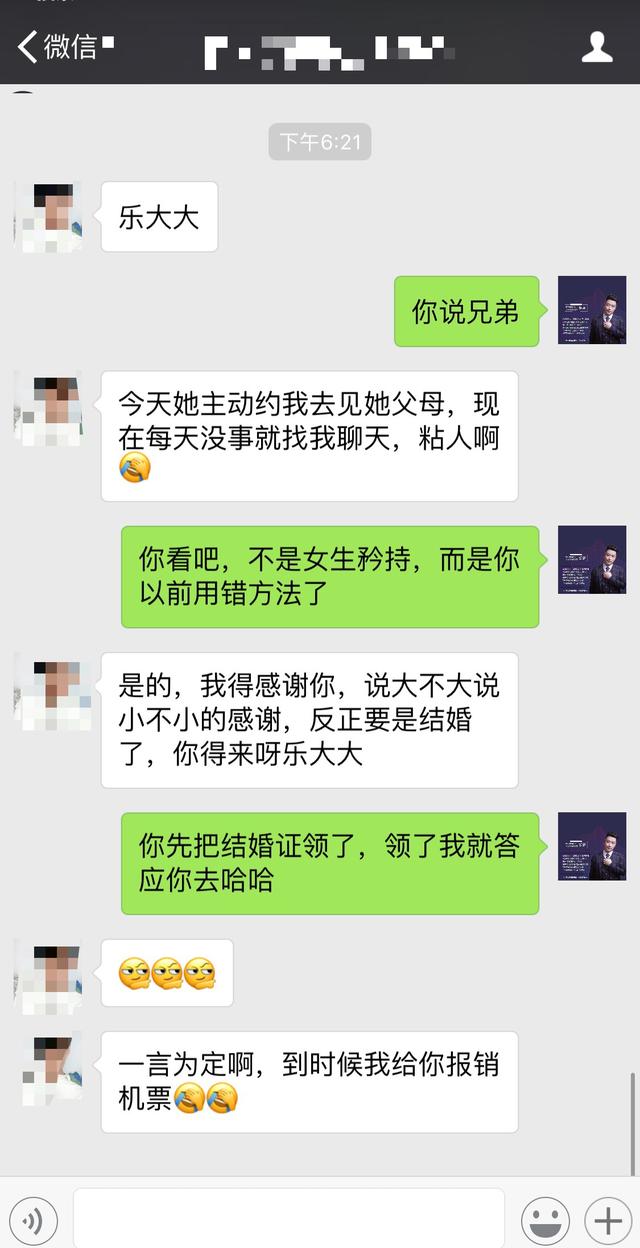 微信
下午6:21
乐大大
你说兄弟
今天她主动约我去见她父母，现
在每天没事就找我聊天，粘人啊
你看吧，不是女生矜持，而是你
以前用错方法了
是的，我得感谢你，说大不大说
小不小的感谢，反正要是结婚
了，你得来呀乐大大
你先把结婚证领了，领了我就答
应你去哈哈
一言为定啊，到时候我给你报销
机票